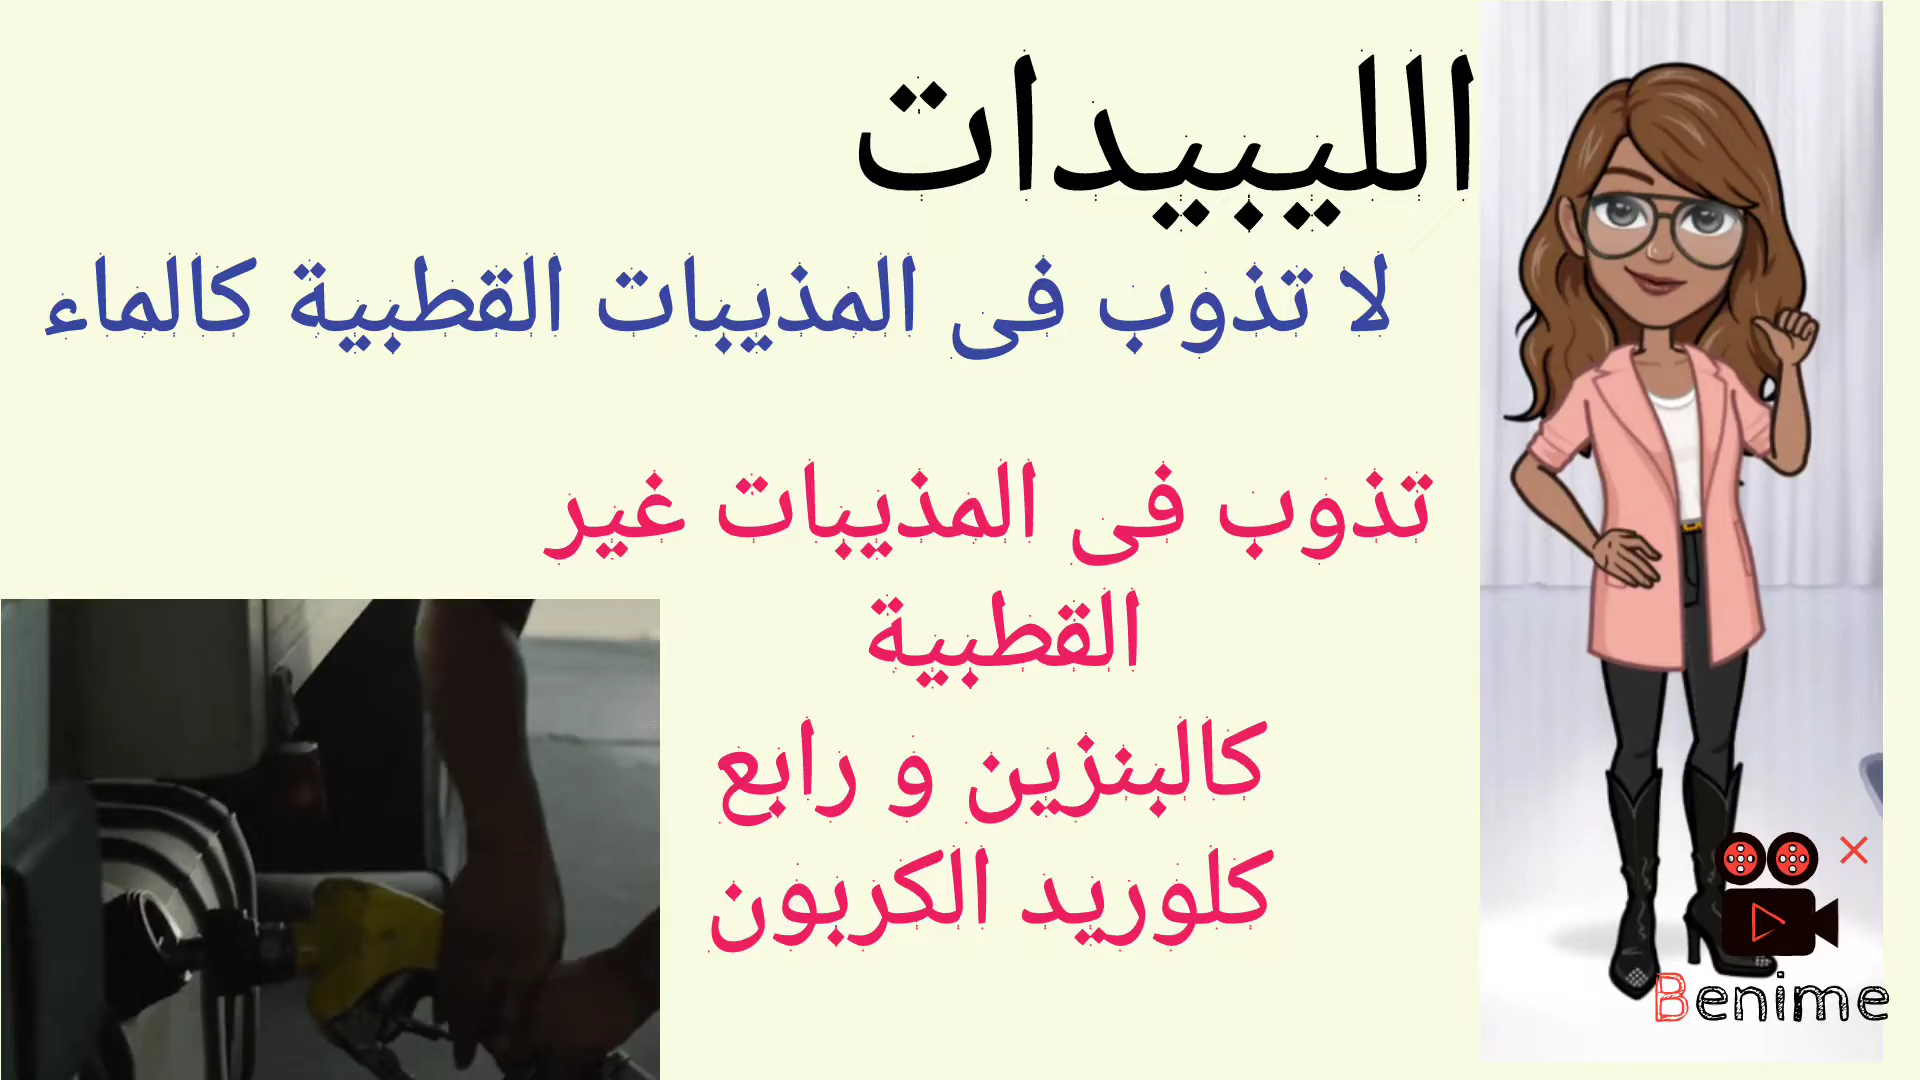 الليبيدات
لا تذوب فى المذيبات القطبية كالماء
تذوب فى المذيبات غير
القطبية
كالبنزين و رابع
كلوريد الكربون
Benime